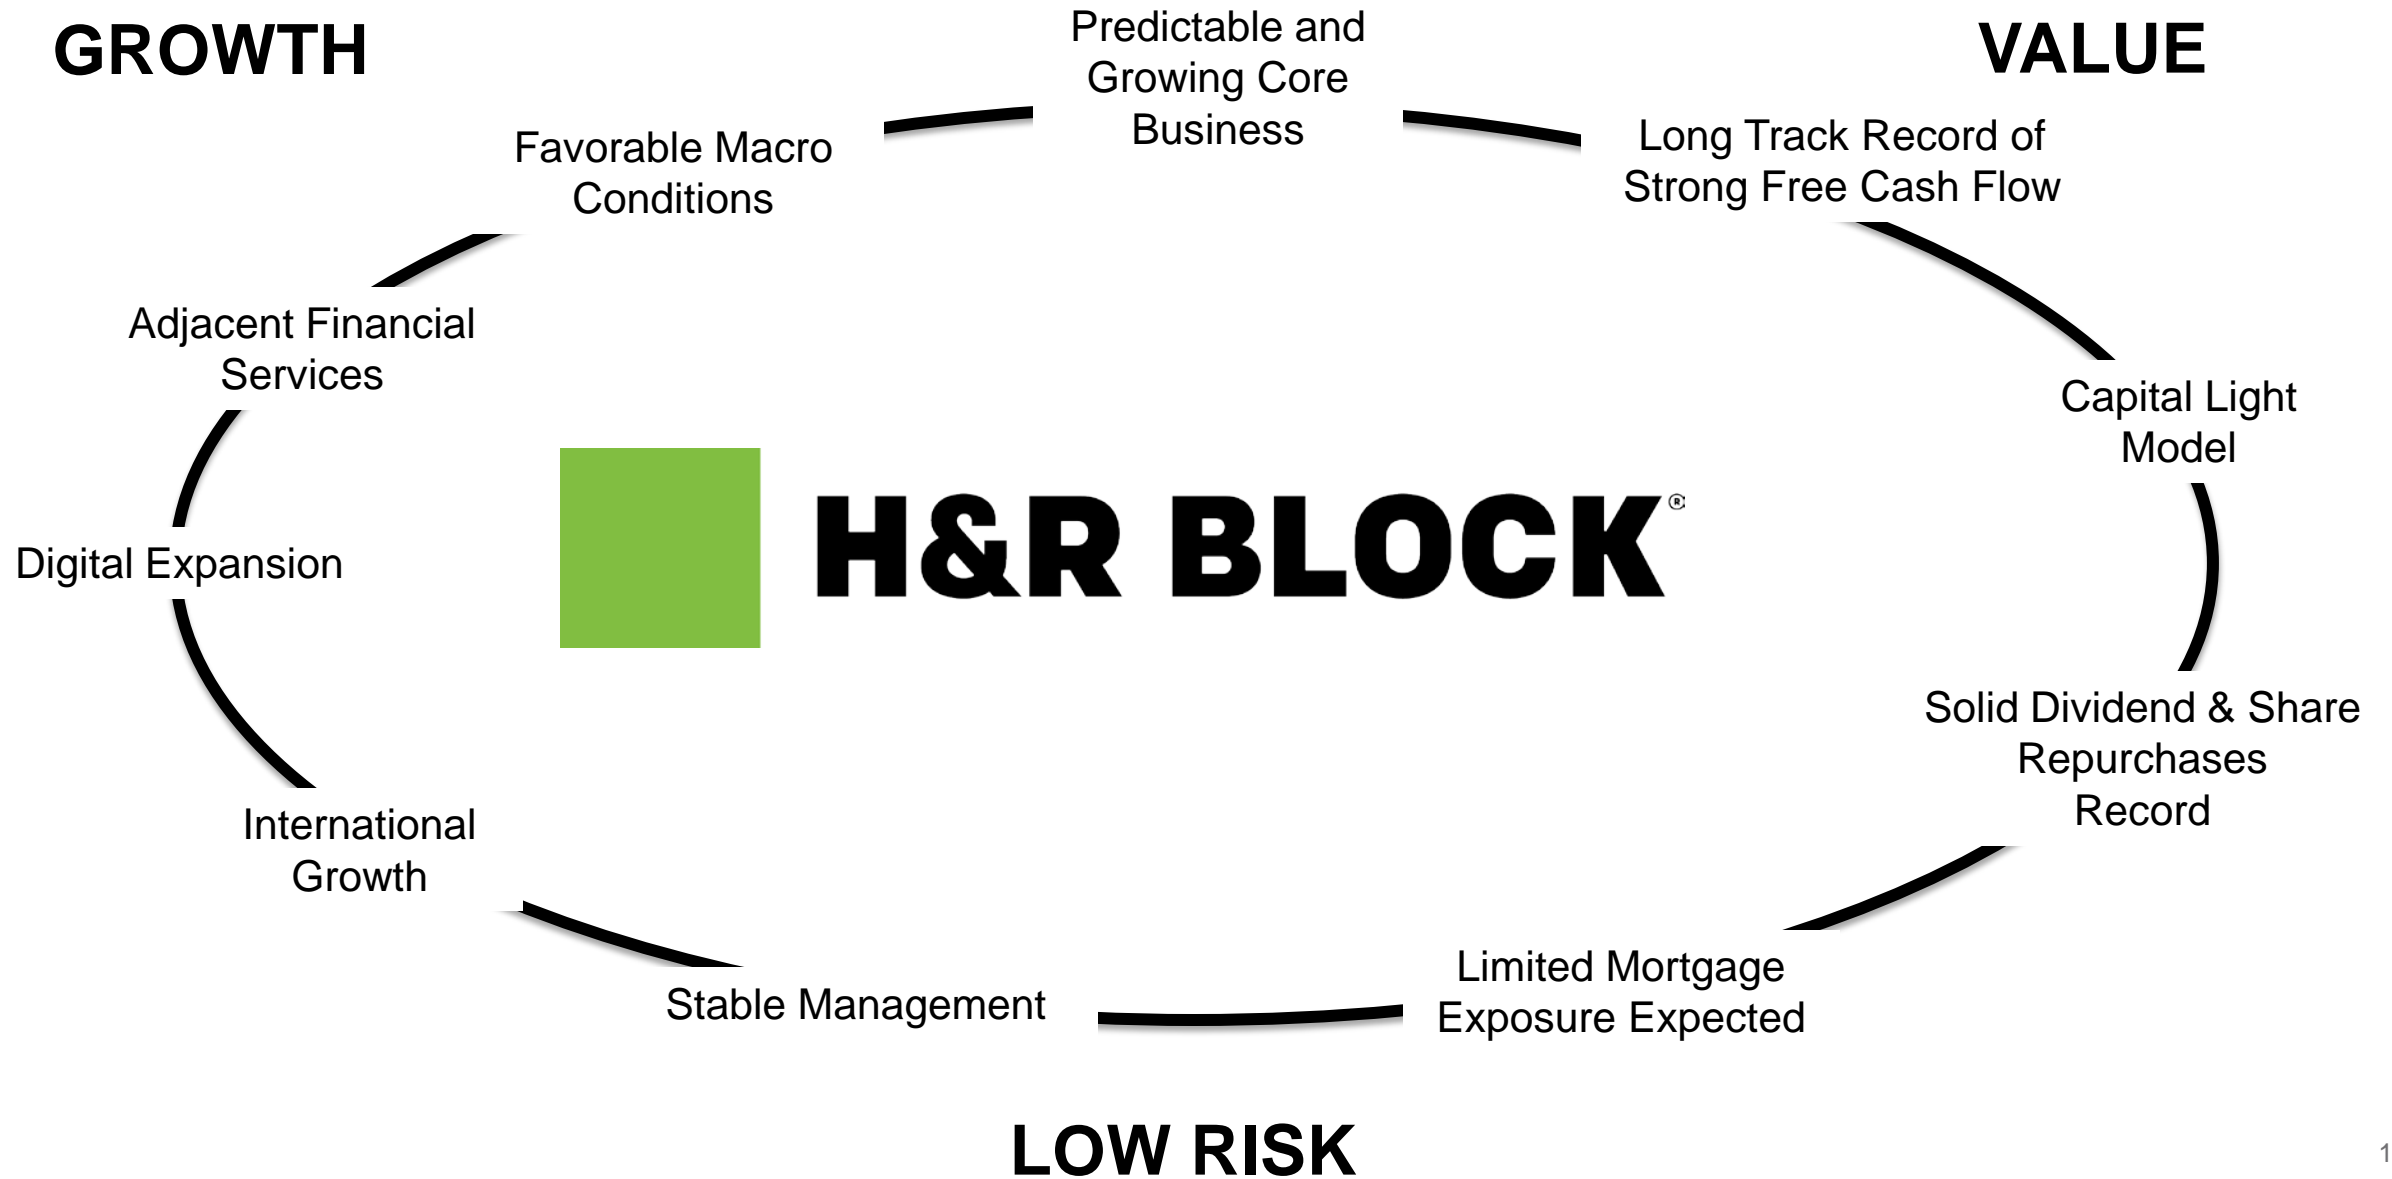 GROWTH
VALUE
Predictable and
Growing Core
Business
Favorable Macro
Conditions
Long Track Record of
Strong Free Cash Flow
Adjacent Financial
Services
Capital Light
Model
H&R BLOCK®
Digital Expansion
Solid Dividend & Share
Repurchases
Record
International
Growth
Stable Management
Limited Mortgage
Exposure Expected
LOW RISK
1